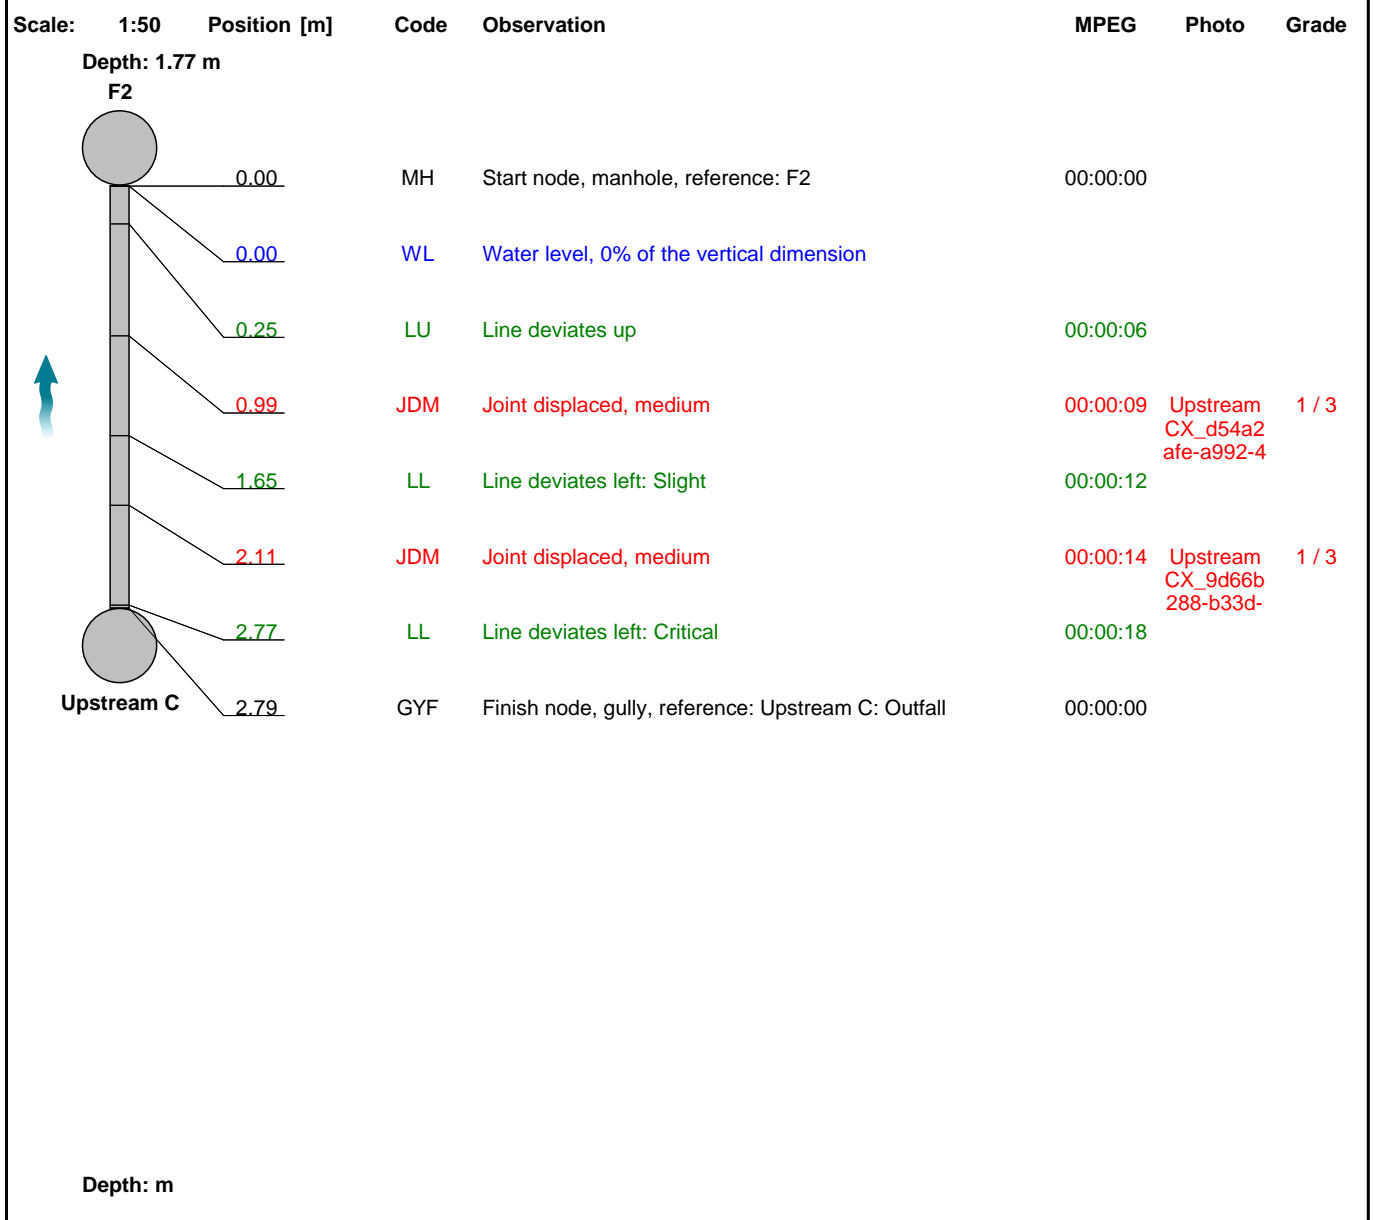 Scale: 1:50 Position [m] Code Observation MPEG Photo Grade
Depth: 1.77 m
F2
0.00 MH Start node, manhole, reference: F2 00:00:00
0.00 WL Water level, 0% of the vertical dimension
0.25 LU Line deviates up 00:00:06
0.99 JDM Joint displaced, medium 00:00:09 Upstream 1 / 3
CX_d54a2
afe-a992-4
1.65 LL Line deviates left: Slight 00:00:12
2.11 JDM Joint displaced, medium 00:00:14 Upstream 1 / 3
CX_9d66b
288-b33d-
2.77 LL Line deviates left: Critical 00:00:18
Upstream C 2.79 GYF Finish node, gully, reference: Upstream C: Outfall 00:00:00
Depth: m